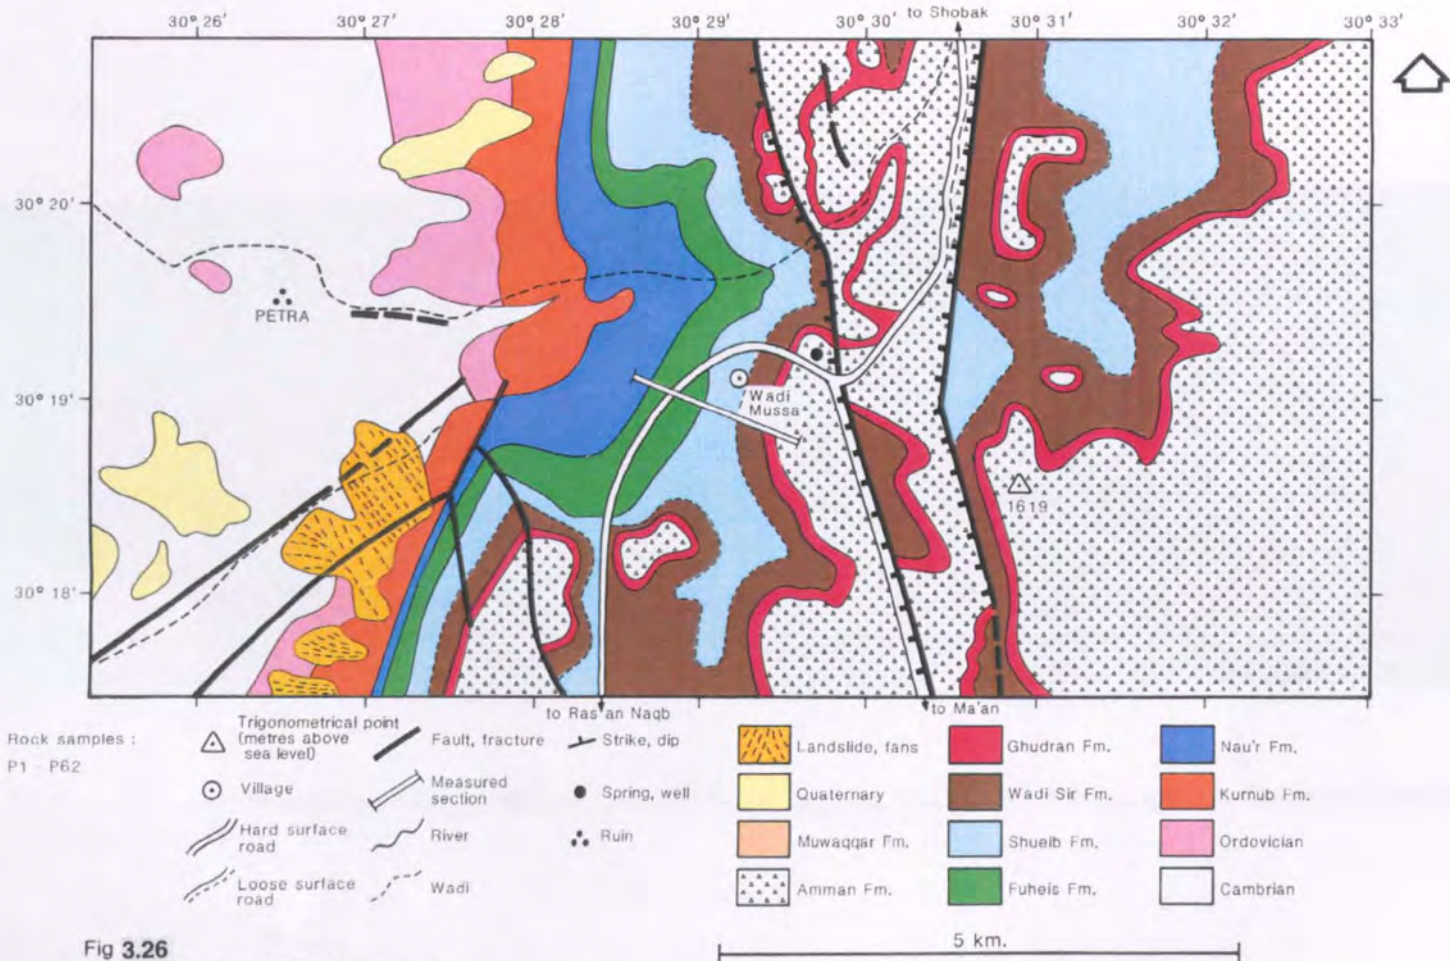 30° 26' 30° 27' 30° 28' 30° 29' 30° 30' to Shobak 30° 31' 30° 32' 30° 33'
30° 20'
PETRA
30° 19'
Wadi
Mussa
1619
30° 18'
to Ras an Naqb
to Ma'an
Rock samples :
P1 - P62
Trigonometrical point
(metres above
sea level)
Village
Hard surface
road
Loose surface
road
Fault, fracture
Measured
section
River
Wadi
Strike, dip
Spring, well
Ruin
Landslide, fans
Quaternary
Muwaqqar Fm.
Amman Fm.
Ghudran Fm.
Wadi Sir Fm.
Shueib Fm.
Fuheis Fm.
Nau'r Fm.
Kurnub Fm.
Ordovician
Cambrian
Fig 3.26
5 km.